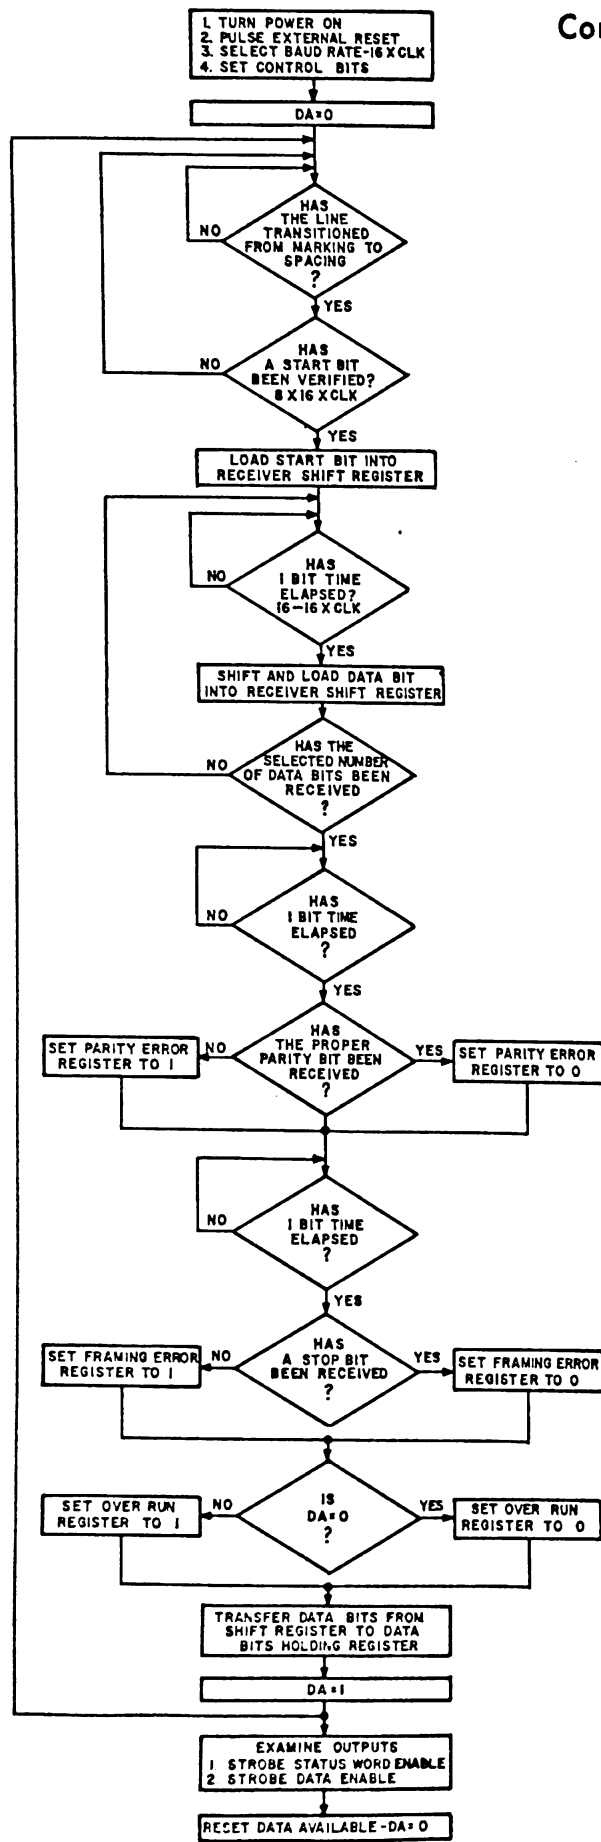 Cor
1. TURN POWER ON
2. PULSE EXTERNAL RESET
3. SELECT BAUD RATE-16 X CLK
4. SET CONTROL BITS
DA=0
HAS
THE LINE
TRANSITIONED
FROM MARKING TO
SPACING
?
NO
YES
HAS
A START BIT
BEEN VERIFIED?
8 X 16 X CLK
NO
YES
LOAD START BIT INTO
RECEIVER SHIFT REGISTER
HAS
1 BIT TIME
ELAPSED?
16-16 X CLK
NO
YES
SHIFT AND LOAD DATA BIT
INTO RECEIVER SHIFT REGISTER
HAS THE
SELECTED NUMBER
OF DATA BITS BEEN
RECEIVED
?
NO
YES
HAS
1 BIT TIME
ELAPSED
?
NO
YES
SET PARITY ERROR
REGISTER TO 1
NO
HAS
THE PROPER
PARITY BIT BEEN
RECEIVED
?
YES
SET PARITY ERROR
REGISTER TO 0
HAS
1 BIT TIME
ELAPSED
?
NO
YES
SET FRAMING ERROR
REGISTER TO 1
NO
HAS
A STOP BIT
BEEN RECEIVED
?
YES
SET FRAMING ERROR
REGISTER TO 0
SET OVER RUN
REGISTER TO 1
NO
IS
DA=0
?
YES
SET OVER RUN
REGISTER TO 0
TRANSFER DATA BITS FROM
SHIFT REGISTER TO DATA
BITS HOLDING REGISTER
DA=1
EXAMINE OUTPUTS
1. STROBE STATUS WORD ENABLE
2. STROBE DATA ENABLE
RESET DATA AVAILABLE-DA=0